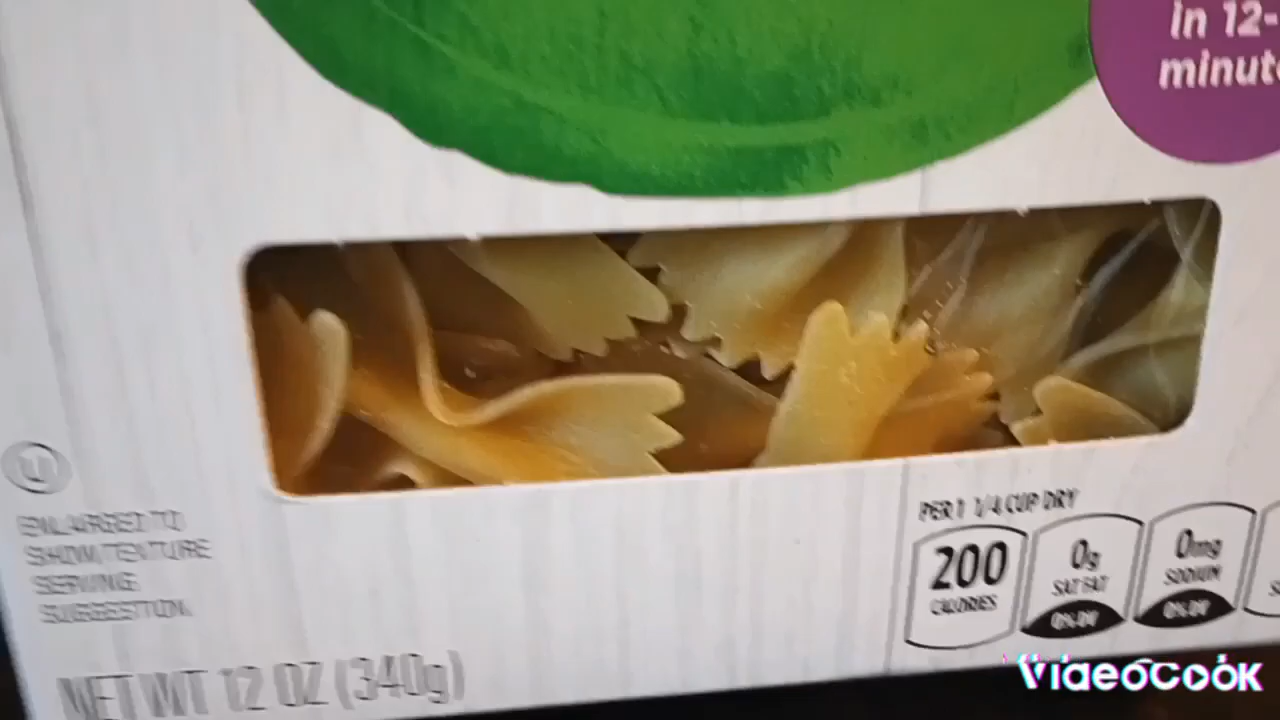 in 12-
minut
U
ENLARGED TO
SHOW TEXTURE
SERVING
SUGGESTION.
NET WT 12 OZ (340g)
PER 1 1/4 CUP DRY
200
CALORIES
0g
SAT FAT
0% DV
0mg
SODIUM
0% DV
VideoCook